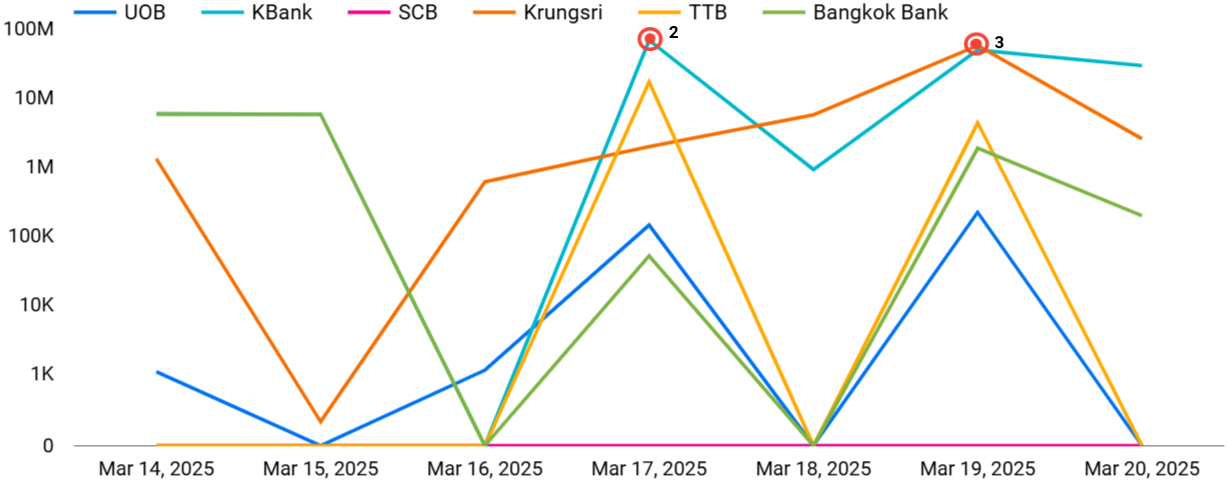 UOB KBank SCB Krungsri TTB Bangkok Bank
100M
10M
1M
100K
10K
1K
0
2
3
Mar 14, 2025 Mar 15, 2025 Mar 16, 2025 Mar 17, 2025 Mar 18, 2025 Mar 19, 2025 Mar 20, 2025